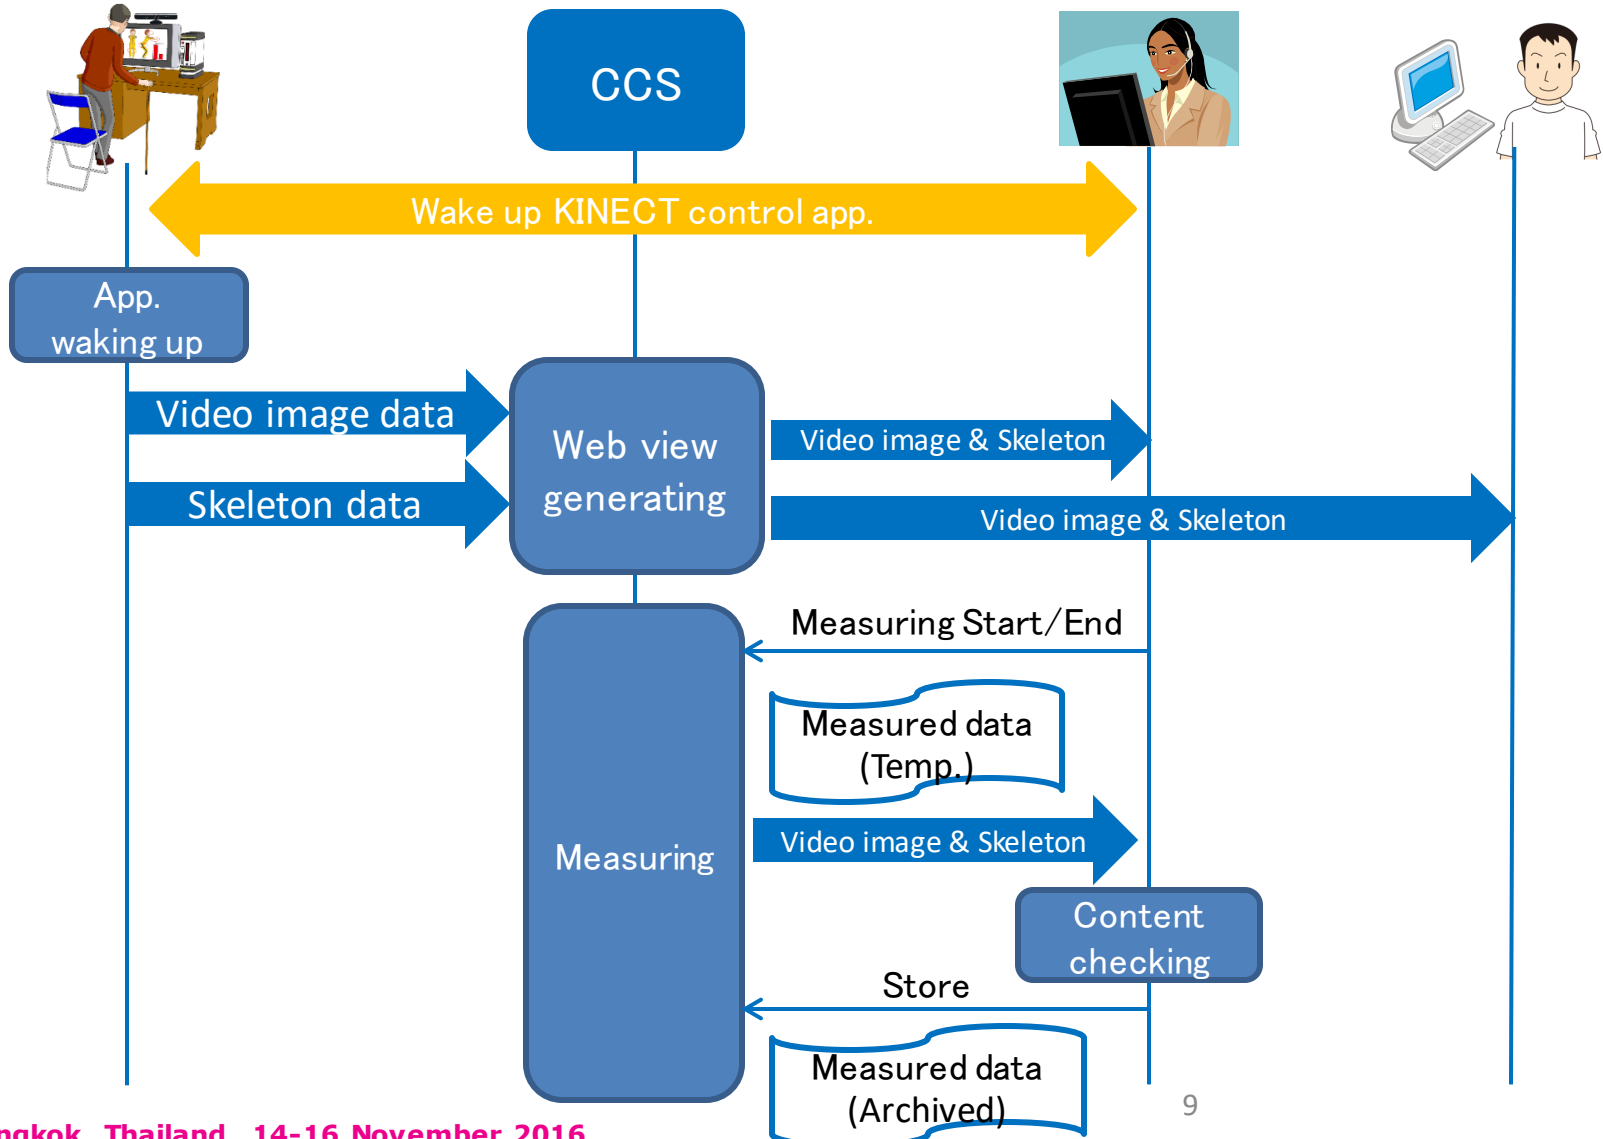 CCS
Wake up KINECT control app.
App.
waking up
Video image data
Skeleton data
Web view
generating
Video image & Skeleton
Video image & Skeleton
Measuring Start/End
Measured data
(Temp.)
Video image & Skeleton
Measuring
Content
checking
Store
Measured data
(Archived)
9
ngkok, Thailand, 14-16 November 2016